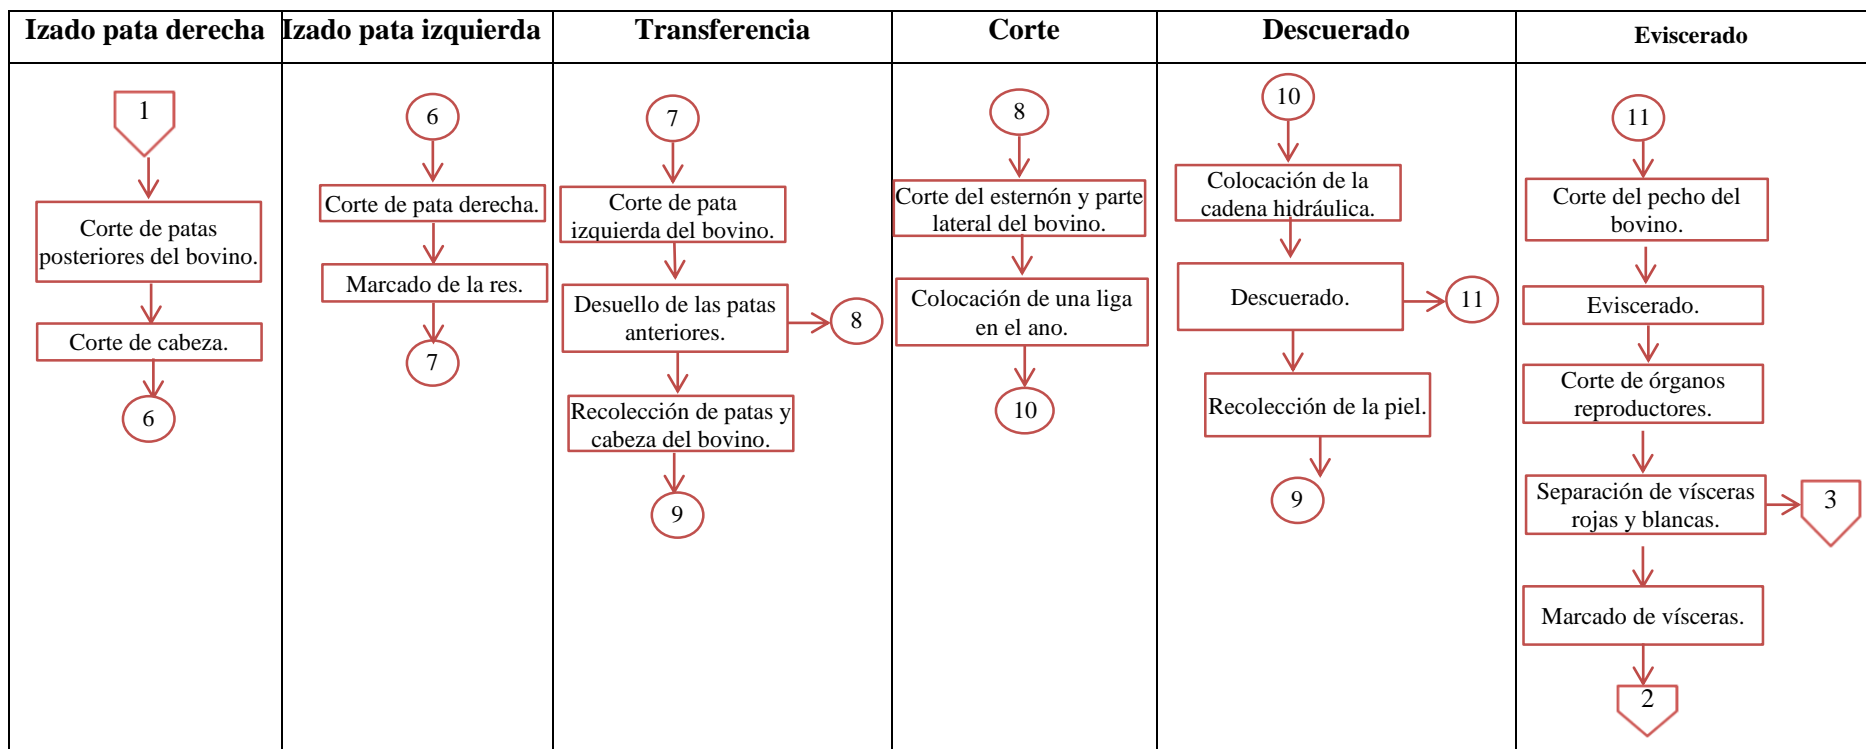 Izado pata derecha
Izado pata izquierda
Transferencia
Corte
Descuerado
Eviscerado
1
Corte de patas
posteriores del bovino.
Corte de cabeza.
6
6
Corte de pata derecha.
Marcado de la res.
7
7
Corte de pata
izquierda del bovino.
Desuello de las patas
anteriores.
8
Recolección de patas y
cabeza del bovino.
9
8
Corte del esternón y parte
lateral del bovino.
Colocación de una liga
en el ano.
10
10
Colocación de la
cadena hidráulica.
Descuerado.
11
Recolección de la piel.
9
11
Corte del pecho del
bovino.
Eviscerado.
Corte de órganos
reproductores.
Separación de vísceras
rojas y blancas.
3
Marcado de vísceras.
2